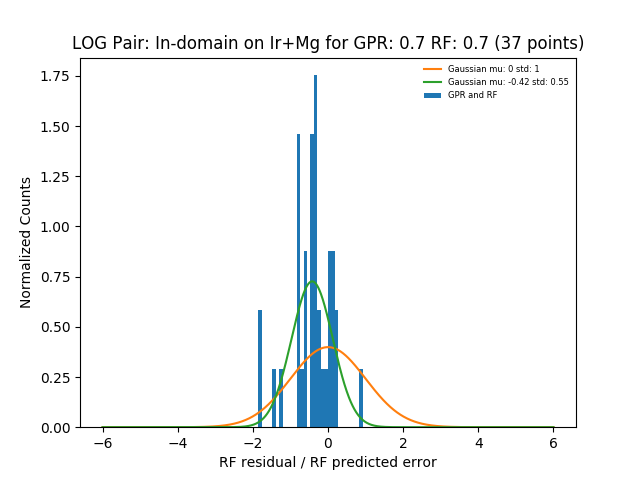 LOG Pair: In-domain on Ir+Mg for GPR: 0.7 RF: 0.7 (37 points)
Gaussian mu: 0 std: 1
Gaussian mu: -0.42 std: 0.55
GPR and RF
1.75
1.50
1.25
1.00
0.75
0.50
0.25
0.00
Normalized Counts
−6 −4 −2 0 2 4 6
RF residual / RF predicted error